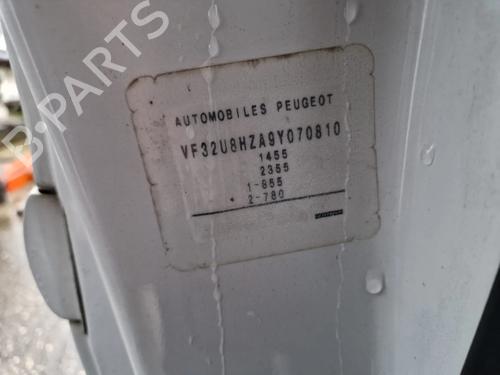 B-PARTS
AUTOMOBILES PEUGEOT
VF32U8HZA9Y070810
1455
2355
1-855
2-780